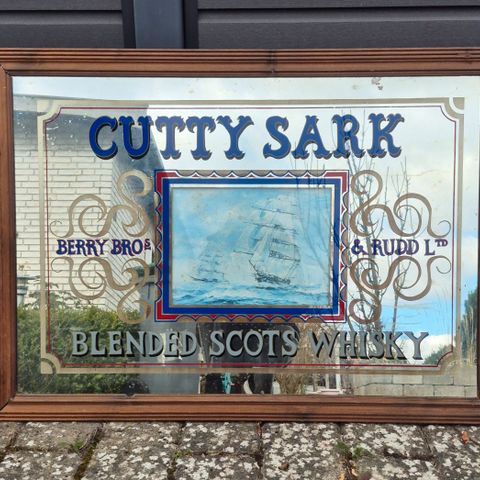 CUTTY SARK
BERRY BROS & RUDD LTD
BLENDED SCOTS WHISKY